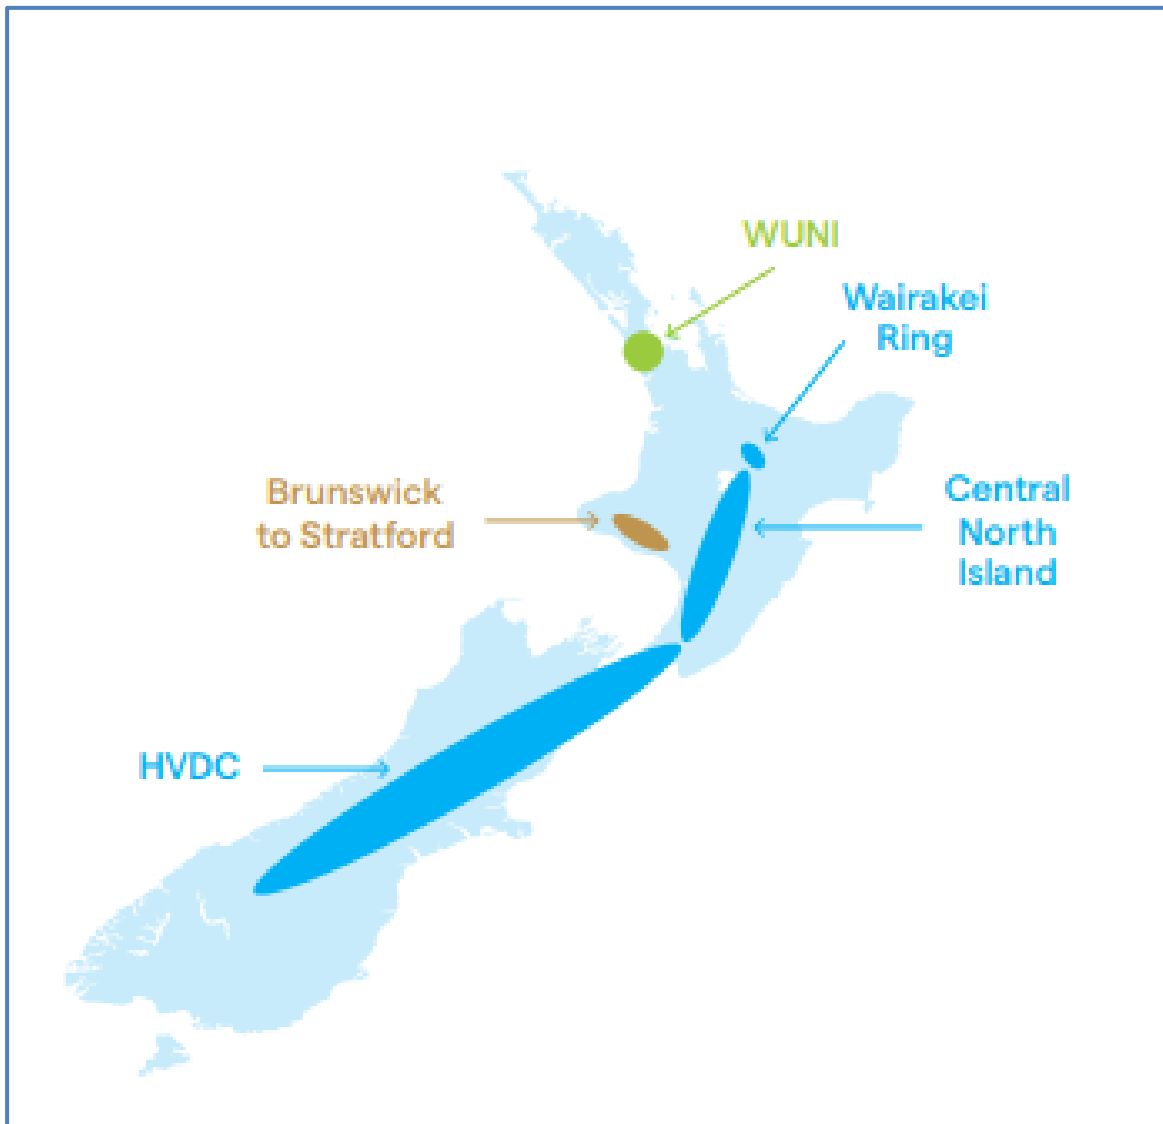 WUNI
Wairakei
Ring
Brunswick
to Stratford
Central
North
Island
HVDC